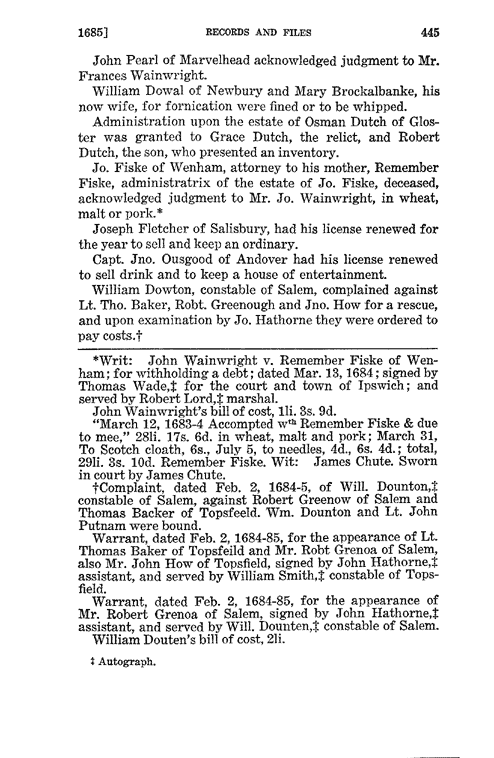 1685] RECORDS AND FILES 445
John Pearl of Marvelhead acknowledged judgment to Mr.
Frances Wainwright.
William Dowal of Newbury and Mary Brockalbanke, his
now wife, for fornication were fined or to be whipped.
Administration upon the estate of Osman Dutch of Glos-
ter was granted to Grace Dutch, the relict, and Robert
Dutch, the son, who presented an inventory.
Jo. Fiske of Wenham, attorney to his mother, Remember
Fiske, administratrix of the estate of Jo. Fiske, deceased,
acknowledged judgment to Mr. Jo. Wainwright, in wheat,
malt or pork.*
Joseph Fletcher of Salisbury, had his license renewed for
the year to sell and keep an ordinary.
Capt. Jno. Ousgood of Andover had his license renewed
to sell drink and to keep a house of entertainment.
William Dowton, constable of Salem, complained against
Lt. Tho. Baker, Robt. Greenough and Jno. How for a rescue,
and upon examination by Jo. Hathorne they were ordered to
pay costs.†
*Writ: John Wainwright v. Remember Fiske of Wen-
ham; for withholding a debt; dated Mar. 13, 1684; signed by
Thomas Wade,‡ for the court and town of Ipswich; and
served by Robert Lord,‡ marshal.
John Wainwright's bill of cost, 1li. 3s. 9d.
"March 12, 1683-4 Accompted wth Remember Fiske & due
to mee," 28li. 17s. 6d. in wheat, malt and pork; March 31,
To Scotch cloath, 6s., July 5, to needles, 4d., 6s. 4d.; total,
29li. 3s. 10d. Remember Fiske. Wit: James Chute. Sworn
in court by James Chute.
†Complaint, dated Feb. 2, 1684-5, of Will. Dounton,‡
constable of Salem, against Robert Greenow of Salem and
Thomas Backer of Topsfeeld. Wm. Dounton and Lt. John
Putnam were bound.
Warrant, dated Feb. 2, 1684-85, for the appearance of Lt.
Thomas Baker of Topsfeild and Mr. Robt Grenoa of Salem,
also Mr. John How of Topsfield, signed by John Hathorne,‡
assistant, and served by William Smith,‡ constable of Tops-
field.
Warrant, dated Feb. 2, 1684-85, for the appearance of
Mr. Robert Grenoa of Salem, signed by John Hathorne,‡
assistant, and served by Will. Dounten,‡ constable of Salem.
William Douten's bill of cost, 2li.
‡ Autograph.